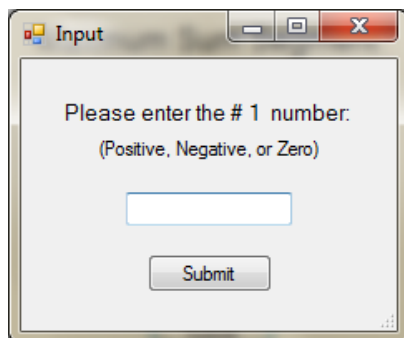 Input
Please enter the # 1 number:
(Positive, Negative, or Zero)
Submit